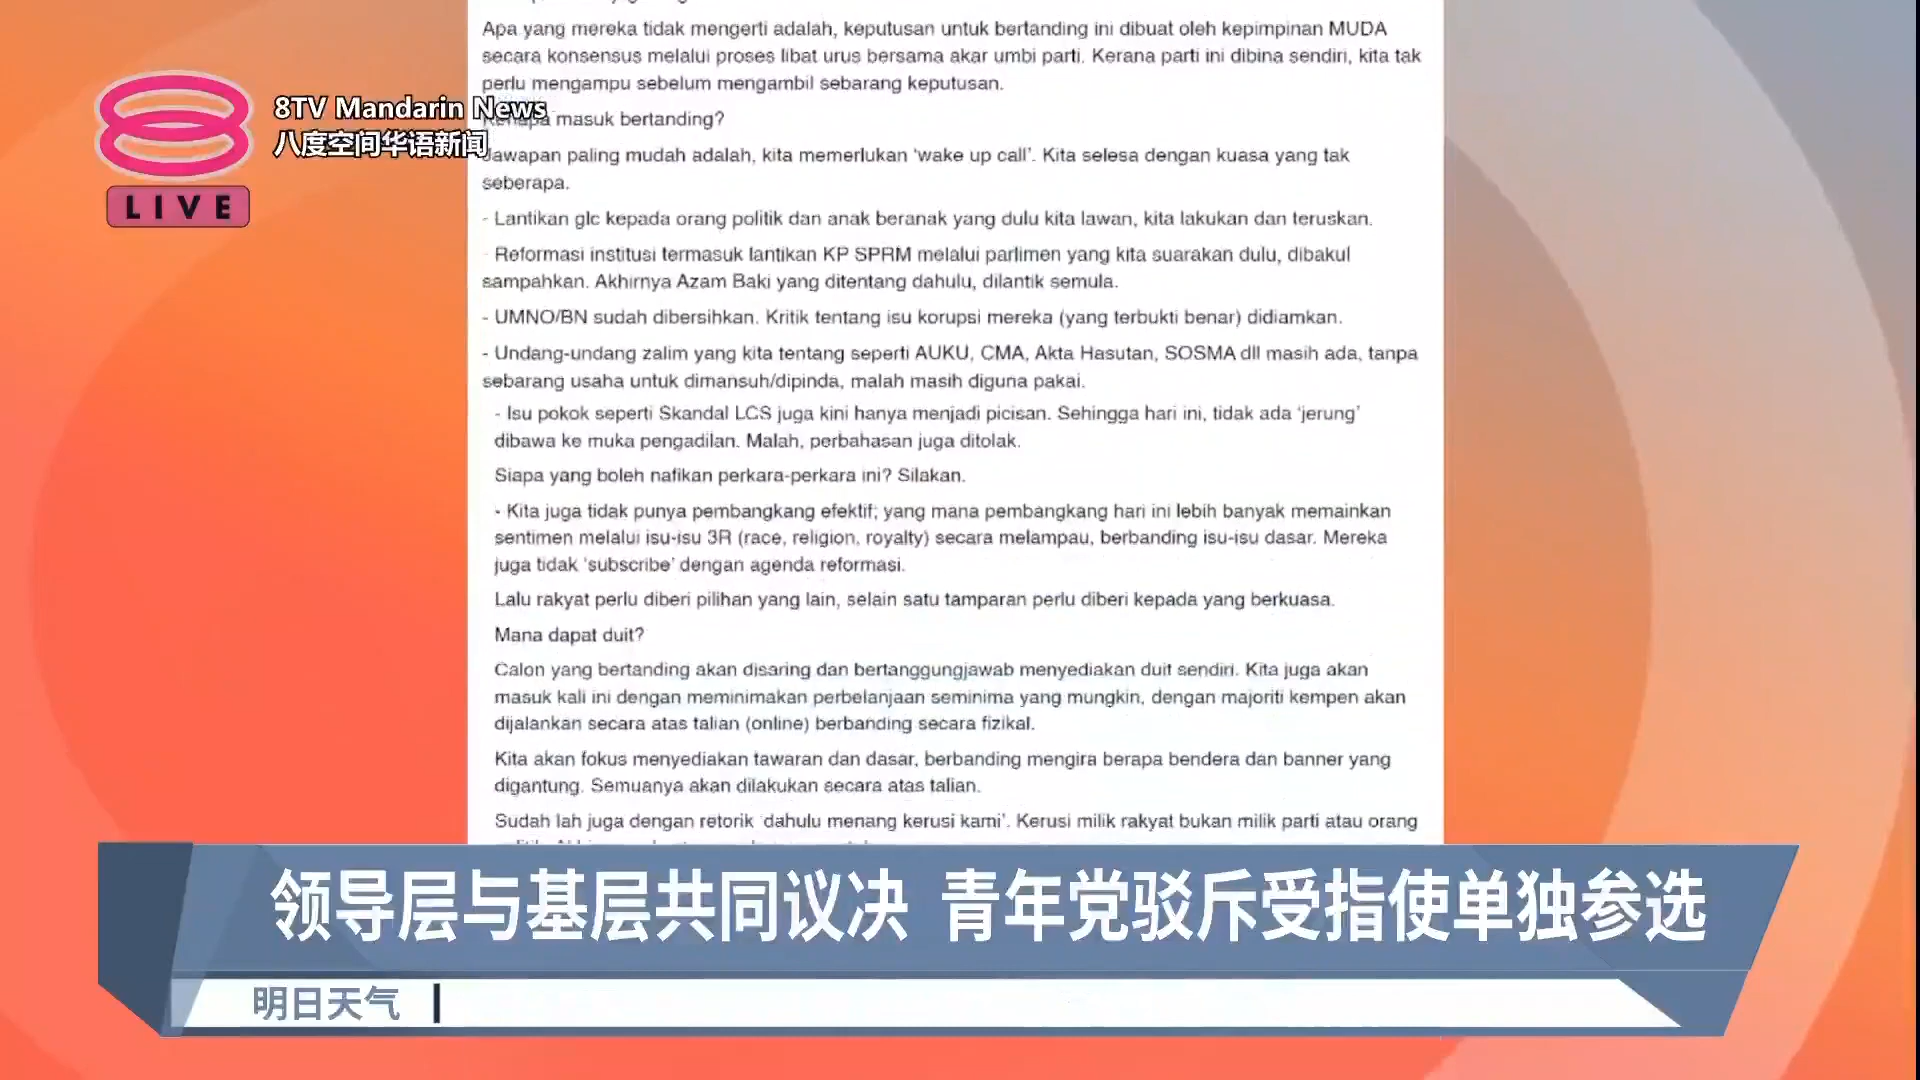 Apa yang mereka tidak mengerti adalah, keputusan untuk bertanding ini dibuat oleh kepimpinan MUDA
secara konsensus melalui proses libat urus bersama akar umbi parti. Kerana parti ini dibina sendiri, kita tak
perlu mengampu sebelum mengambil sebarang keputusan.
8TV Mandarin News
八度空间华语新闻
LIVE
Kenapa masuk bertanding?
Jawapan paling mudah adalah, kita memerlukan ‘wake up call’. Kita selesa dengan kuasa yang tak
seberapa.
- Lantikan glc kepada orang politik dan anak beranak yang dulu kita lawan, kita lakukan dan teruskan.
- Reformasi institusi termasuk lantikan KP SPRM melalui parlimen yang kita suarakan dulu, dibakul
sampahkan. Akhirnya Azam Baki yang ditentang dahulu, dilantik semula.
- UMNO/BN sudah dibersihkan. Kritik tentang isu korupsi mereka (yang terbukti benar) didiamkan.
- Undang-undang zalim yang kita tentang seperti AUKU, CMA, Akta Hasutan, SOSMA dll masih ada, tanpa
sebarang usaha untuk dimansuh/dipinda, malah masih diguna pakai.
- Isu pokok seperti Skandal LCS juga kini hanya menjadi picisan. Sehingga hari ini, tidak ada ‘jerung’
dibawa ke muka pengadilan. Malah, perbahasan juga ditolak.
Siapa yang boleh nafikan perkara-perkara ini? Silakan.
- Kita juga tidak punya pembangkang efektif; yang mana pembangkang hari ini lebih banyak memainkan
sentimen melalui isu-isu 3R (race, religion, royalty) secara melampau, berbanding isu-isu dasar. Mereka
juga tidak ‘subscribe’ dengan agenda reformasi.
Lalu rakyat perlu diberi pilihan yang lain, selain satu tamparan perlu diberi kepada yang berkuasa.
Mana dapat duit?
Calon yang bertanding akan disaring dan bertanggungjawab menyediakan duit sendiri. Kita juga akan
masuk kali ini dengan meminimakan perbelanjaan seminima yang mungkin, dengan majoriti kempen akan
dijalankan secara atas talian (online) berbanding secara fizikal.
Kita akan fokus menyediakan tawaran dan dasar, berbanding mengira berapa bendera dan banner yang
digantung. Semuanya akan dilakukan secara atas talian.
Sudah lah juga dengan retorik ‘dahulu menang kerusi kami’. Kerusi milik rakyat bukan milik parti atau orang
领导层与基层共同议决 青年党驳斥受指使单独参选
明日天气